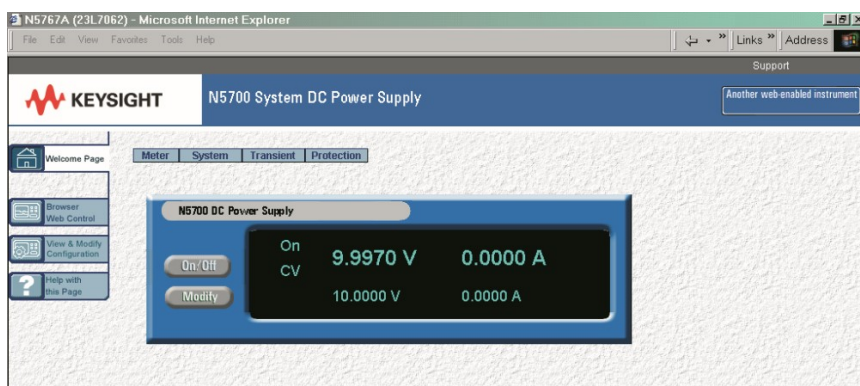 N5767A (23L7062) - Microsoft Internet Explorer
File Edit View Favorites Tools Help
» Links » Address
Support
KEYSIGHT
N5700 System DC Power Supply
Another web-enabled instrument
Welcome Page
Meter System Transient Protection
Browser
Web Control
View & Modify
Configuration
Help with
this Page
N5700 DC Power Supply
On/Off
Modify
On
CV
9.9970 V 0.0000 A
10.0000 V 0.0000 A